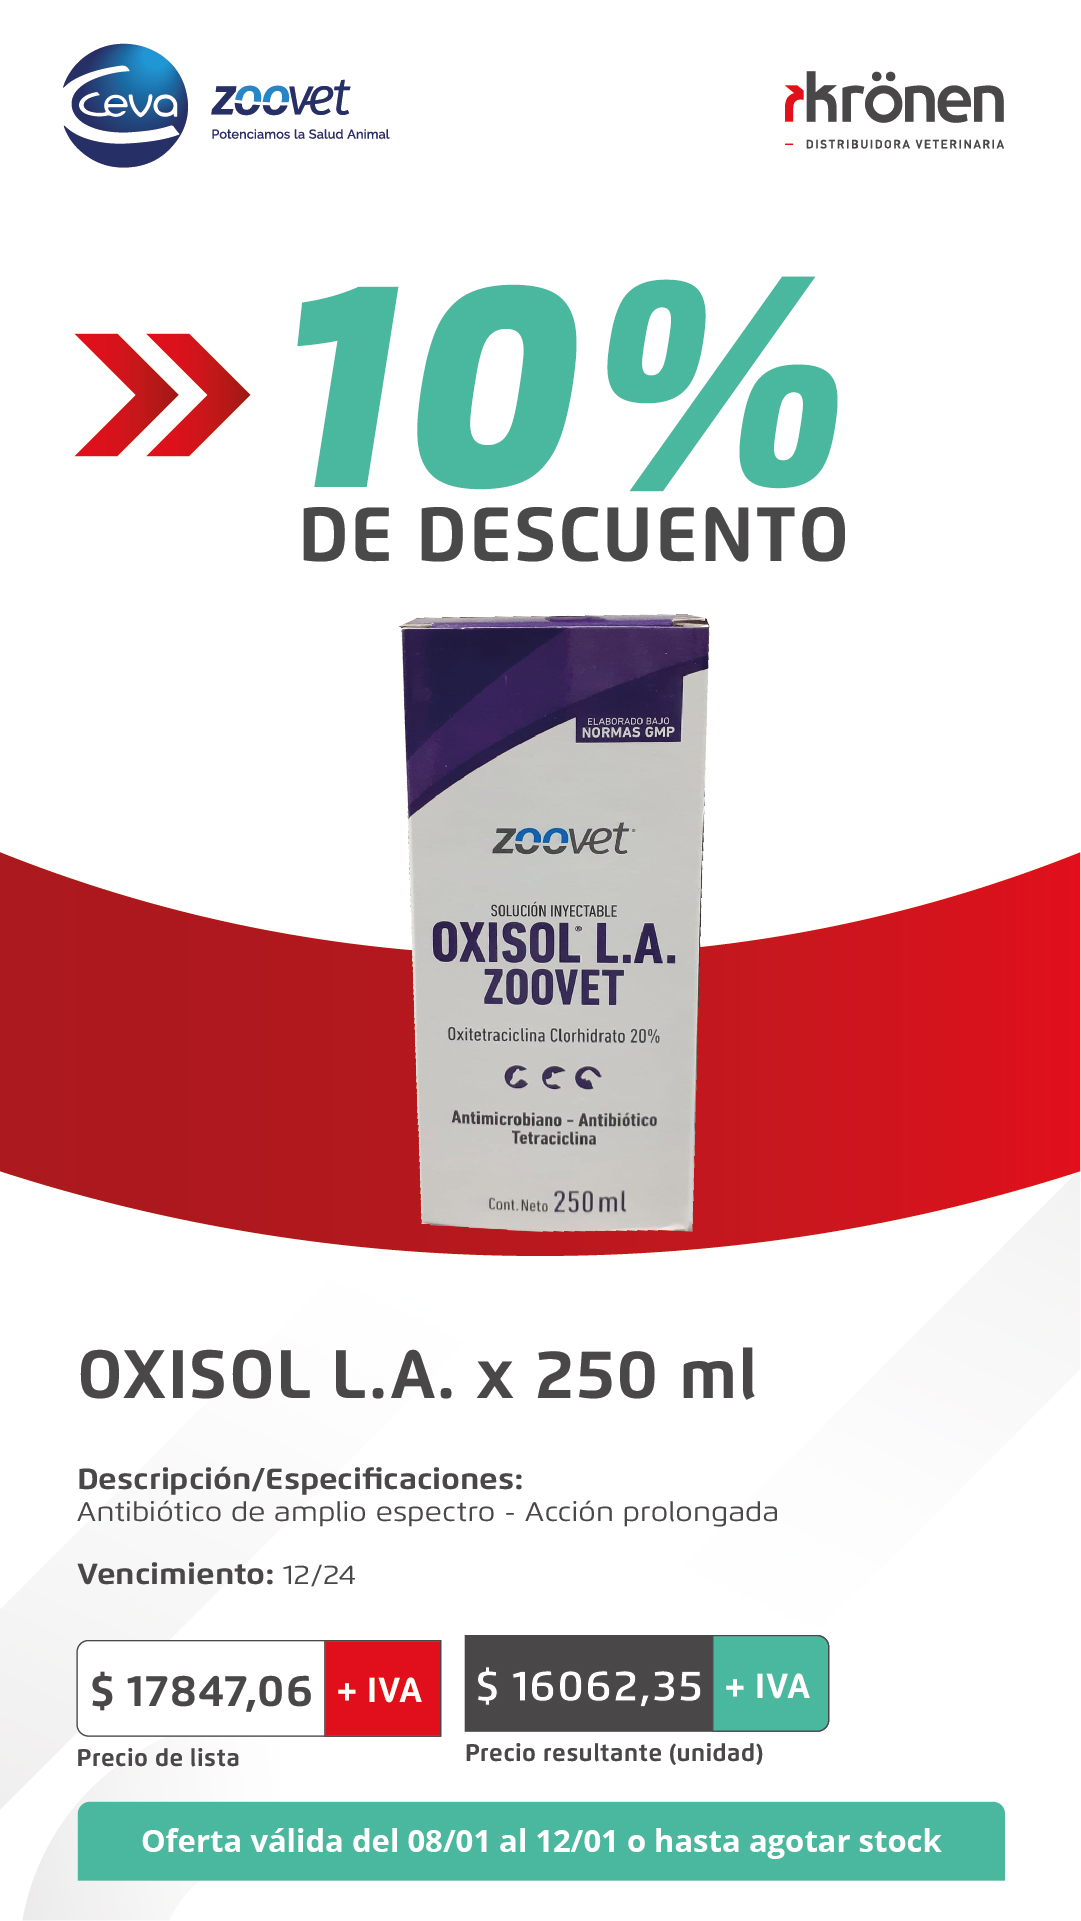 Ceva
zoovet
Potenciamos la Salud Animal
krönen
DISTRIBUIDORA VETERINARIA
10%
DE DESCUENTO
ELABORADO BAJO
NORMAS GMP
zoovet®
SOLUCIÓN INYECTABLE
OXISOL® L.A.
ZOOVET
Oxitetraciclina Clorhidrato 20%
Antimicrobiano - Antibiótico
Tetraciclina
Cont. Neto 250 ml
OXISOL L.A. x 250 ml
Descripción/Especificaciones:
Antibiótico de amplio espectro - Acción prolongada
Vencimiento: 12/24
$ 17847,06 + IVA
Precio de lista
$ 16062,35 + IVA
Precio resultante (unidad)
Oferta válida del 08/01 al 12/01 o hasta agotar stock